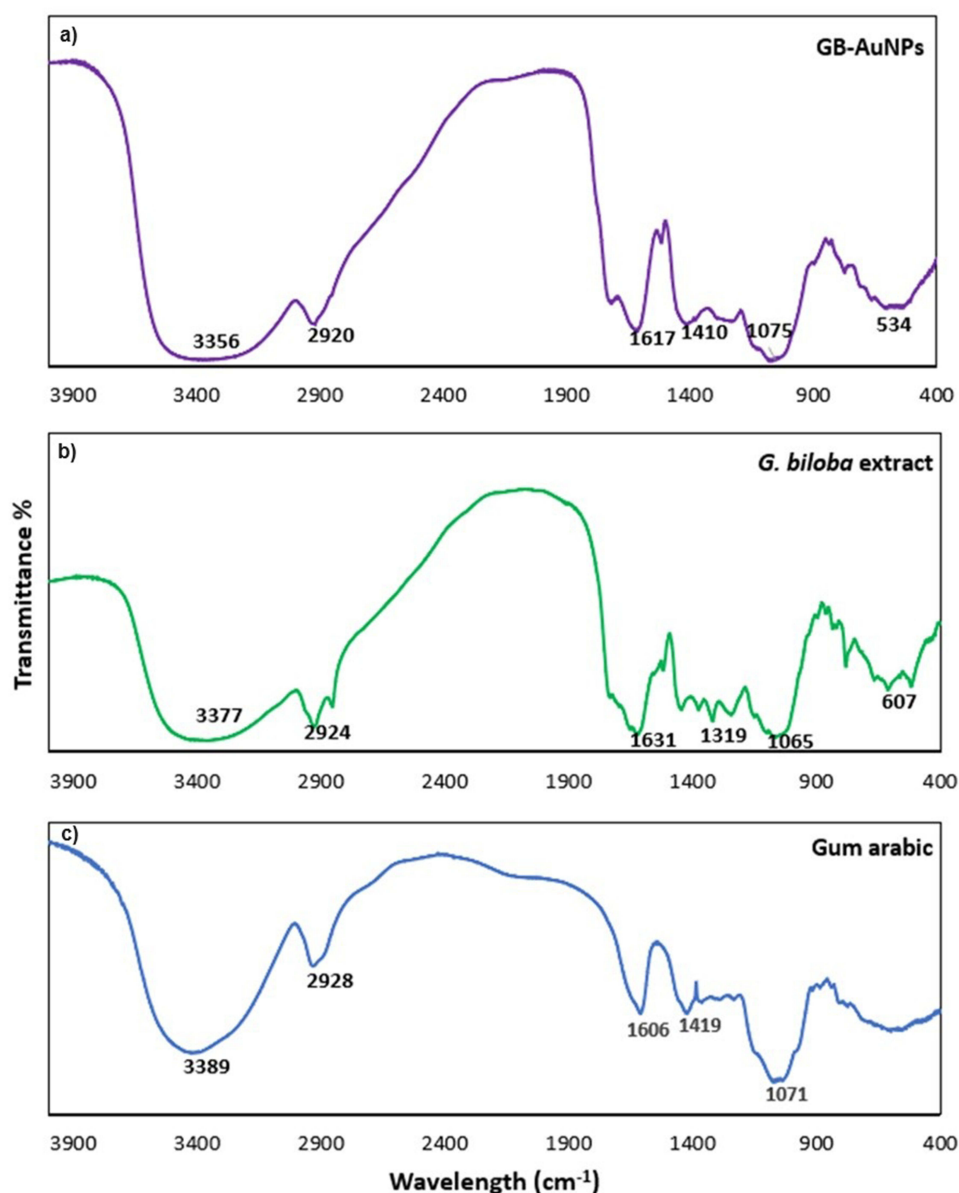 a)
GB-AuNPs
3356
2920
1617
1410
1075
534
3900 3400 2900 2400 1900 1400 900 400
b)
G. biloba extract
3377
2924
1631
1319
1065
607
3900 3400 2900 2400 1900 1400 900 400
Transmittance %
c)
Gum arabic
3389
2928
1606
1419
1071
3900 3400 2900 2400 1900 1400 900 400
Wavelength (cm⁻¹)